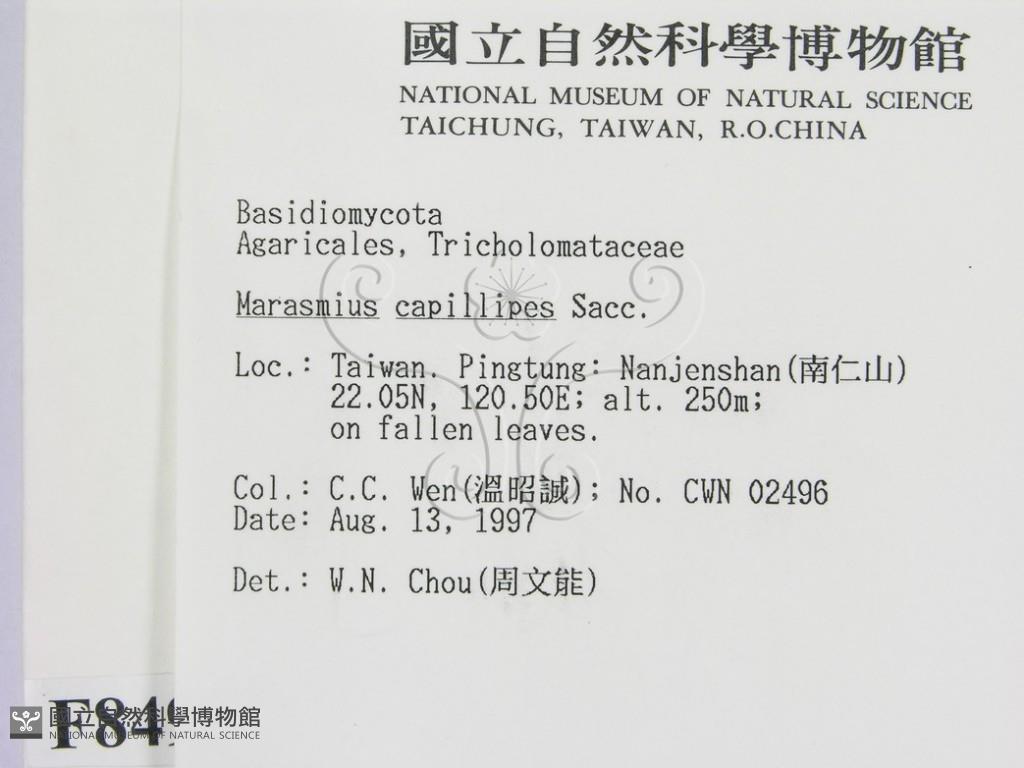 國立自然科學博物館
NATIONAL MUSEUM OF NATURAL SCIENCE
TAICHUNG, TAIWAN, R.O.CHINA
Basidiomycota
Agaricales, Tricholomataceae
Marasmius capillipes Sacc.
Loc.: Taiwan. Pingtung: Nanjenshan(南仁山)
22.05N, 120.50E; alt. 250m;
on fallen leaves.
Col.: C.C. Wen(溫昭誠); No. CWN 02496
Date: Aug. 13, 1997
Det.: W.N. Chou(周文能)
國立自然科學博物館
NATIONAL MUSEUM OF NATURAL SCIENCE